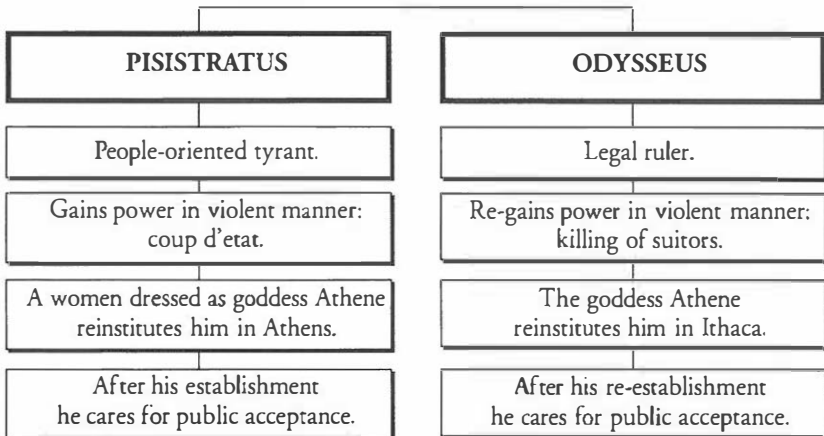 PISISTRATUS
People-oriented tyrant.
Gains power in violent manner:
coup d'etat.
A women dressed as goddess Athene
reinstitutes him in Athens.
After his establishment
he cares for public acceptance.
ODYSSEUS
Legal ruler.
Re-gains power in violent manner:
killing of suitors.
The goddess Athene
reinstitutes him in Ithaca.
After his re-establishment
he cares for public acceptance.